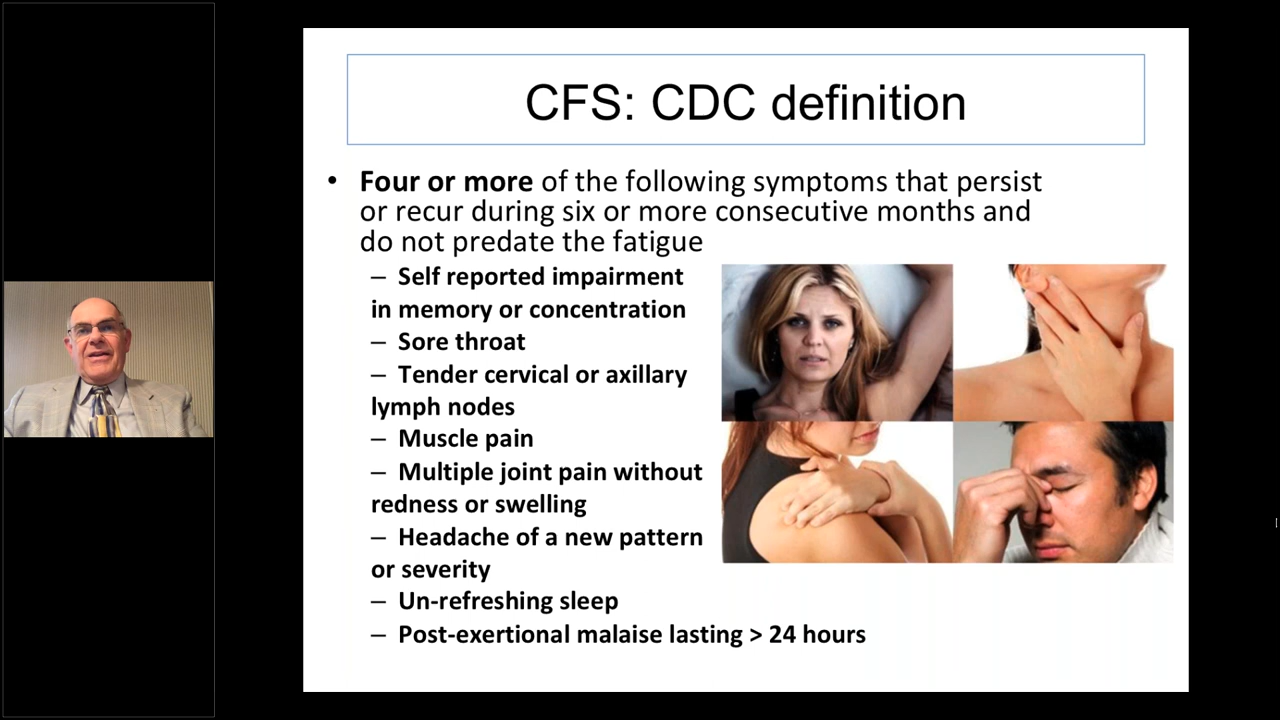 CFS: CDC definition
• Four or more of the following symptoms that persist
or recur during six or more consecutive months and
do not predate the fatigue
– Self reported impairment
in memory or concentration
– Sore throat
– Tender cervical or axillary
lymph nodes
– Muscle pain
– Multiple joint pain without
redness or swelling
– Headache of a new pattern
or severity
– Un-refreshing sleep
– Post-exertional malaise lasting > 24 hours